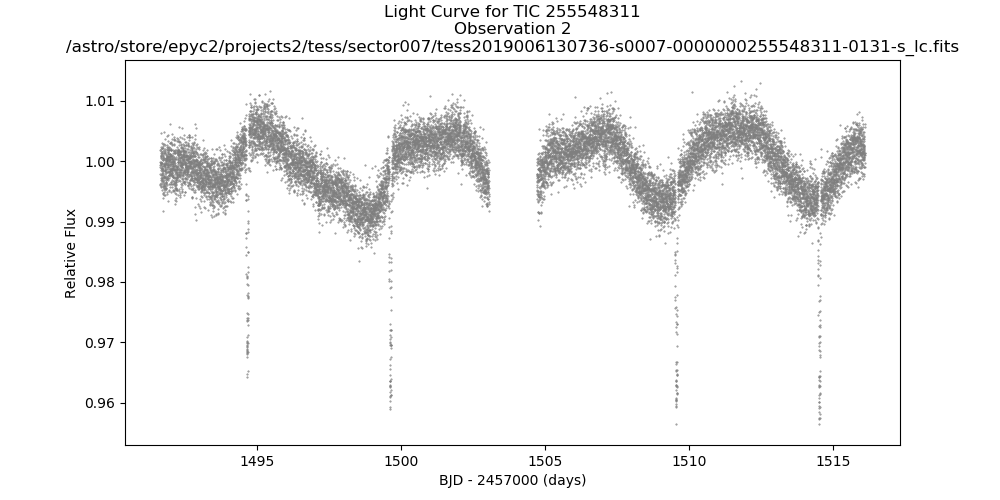 Light Curve for TIC 255548311
Observation 2
/astro/store/epyc2/projects2/tess/sector007/tess2019006130736-s0007-0000000255548311-0131-s_lc.fits
1.01
1.00
0.99
0.98
0.97
0.96
Relative Flux
1495
1500
1505
1510
1515
BJD - 2457000 (days)